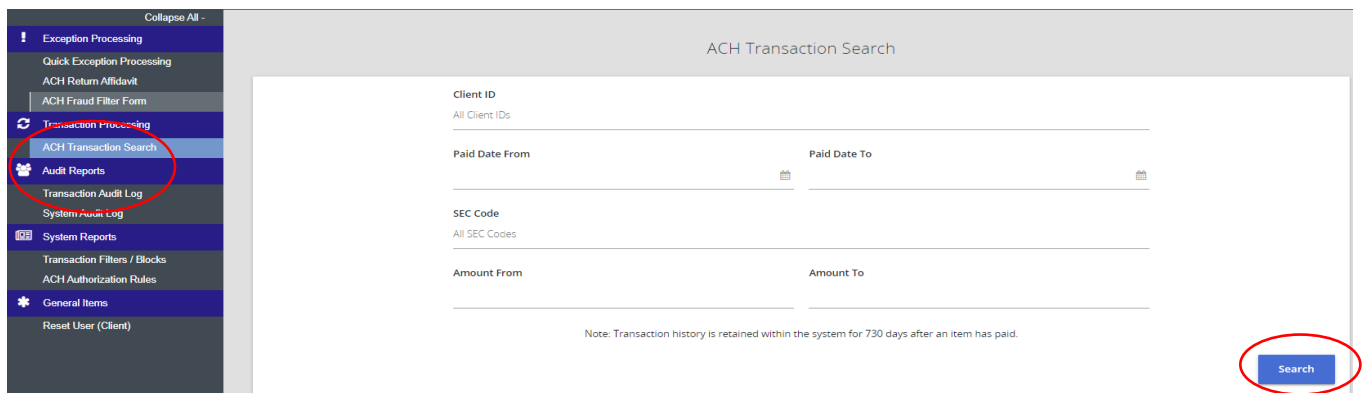 Collapse All -
Exception Processing
Quick Exception Processing
ACH Return Affidavit
ACH Fraud Filter Form
Transaction Processing
ACH Transaction Search
Audit Reports
Transaction Audit Log
System Audit Log
System Reports
Transaction Filters / Blocks
ACH Authorization Rules
General Items
Reset User (Client)
ACH Transaction Search
Client ID
All Client IDs
Paid Date From
Paid Date To
SEC Code
All SEC Codes
Amount From
Amount To
Note: Transaction history is retained within the system for 730 days after an item has paid.
Search